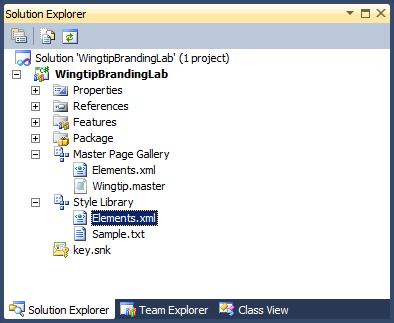 Solution Explorer
Solution 'WingtipBrandingLab' (1 project)
WingtipBrandingLab
Properties
References
Features
Package
Master Page Gallery
Elements.xml
Wingtip.master
Style Library
Elements.xml
Sample.txt
key.snk
Solution Explorer Team Explorer Class View